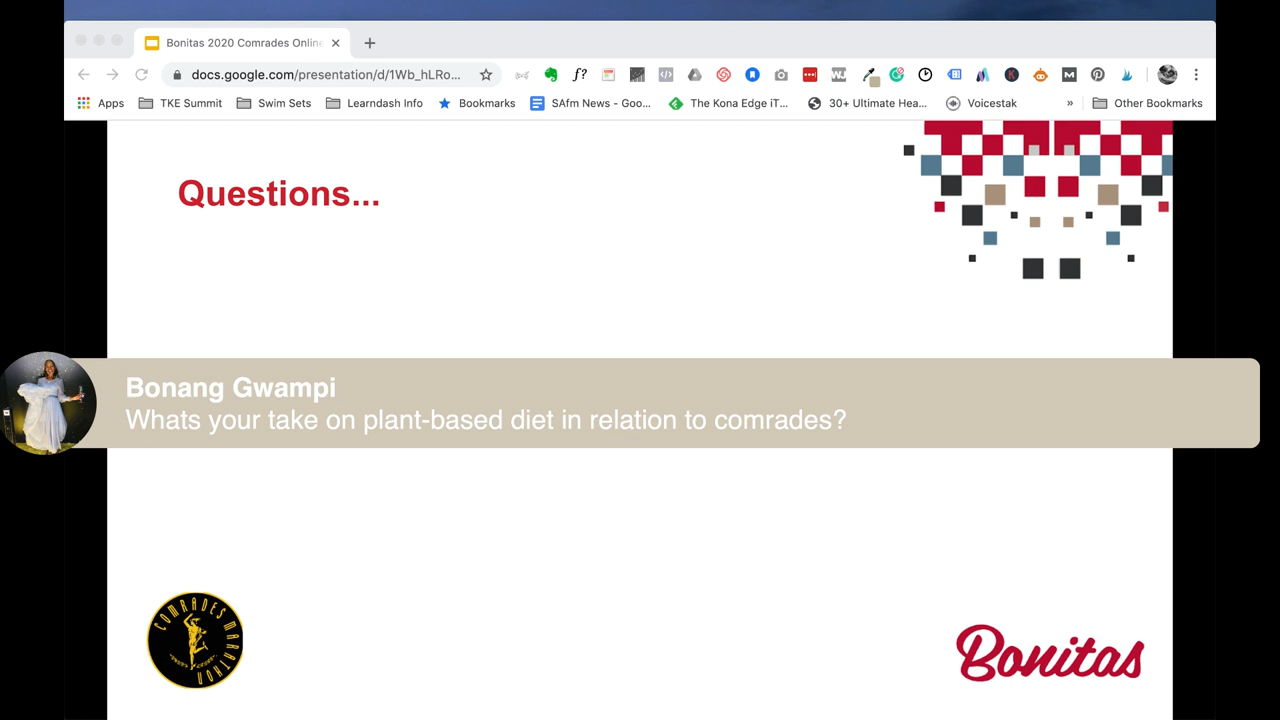 Bonitas 2020 Comrades Online
docs.google.com/presentation/d/1Wb_hLRo...
Apps TKE Summit Swim Sets Learndash Info Bookmarks SAfm News - Goo... The Kona Edge iT... 30+ Ultimate Hea... Voicestak » Other Bookmarks
Questions...
Bonang Gwampi
Whats your take on plant-based diet in relation to comrades?
COMRADES MARATHON
Bonitas